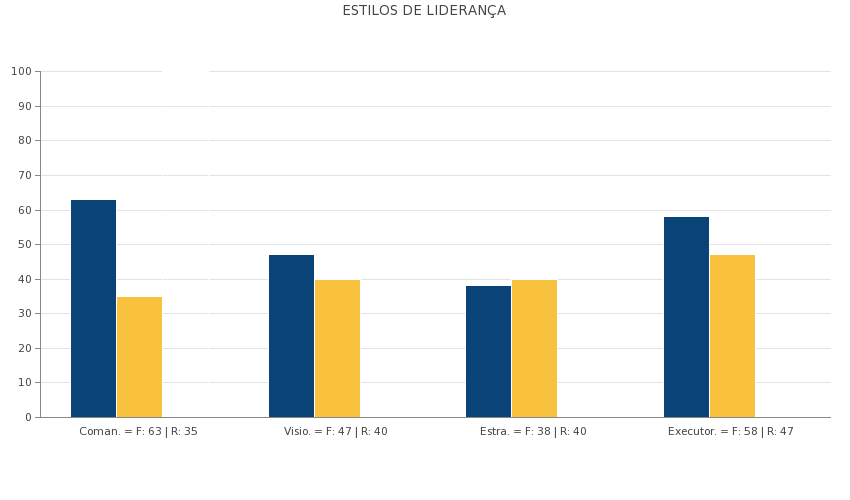 ESTILOS DE LIDERANÇA
100
90
80
70
60
50
40
30
20
10
0
Coman. = F: 63 | R: 35
Visio. = F: 47 | R: 40
Estra. = F: 38 | R: 40
Executor. = F: 58 | R: 47